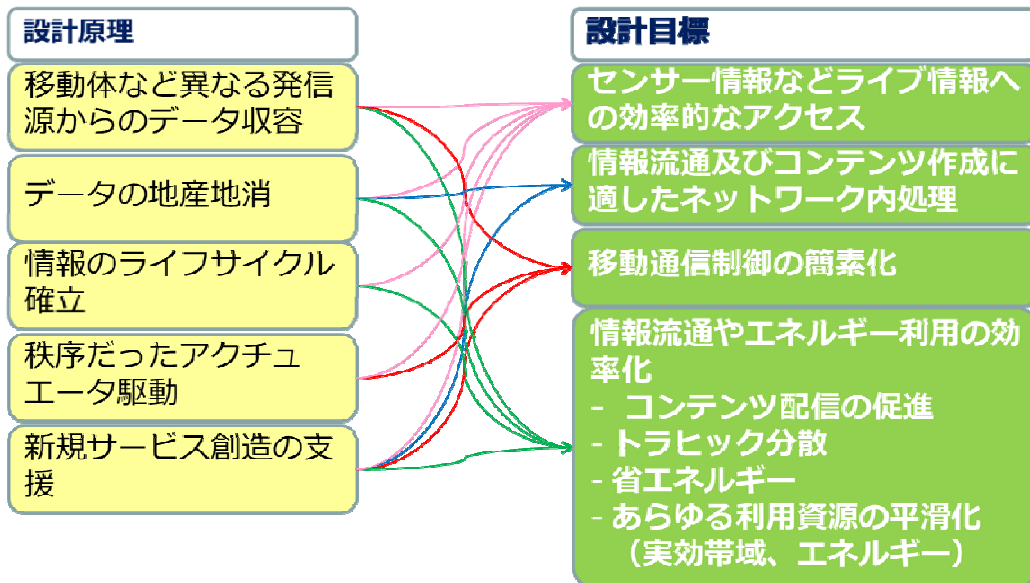 設計原理
移動体など異なる発信
源からのデータ収容
データの地産地消
情報のライフサイクル
確立
秩序だったアクチュ
エータ駆動
新規サービス創造の支
援
設計目標
センサー情報などライブ情報へ
の効率的なアクセス
情報流通及びコンテンツ作成に
適したネットワーク内処理
移動通信制御の簡素化
情報流通やエネルギー利用の効
率化
- コンテンツ配信の促進
- トラヒック分散
- 省エネルギー
- あらゆる利用資源の平滑化
（実効帯域、エネルギー）